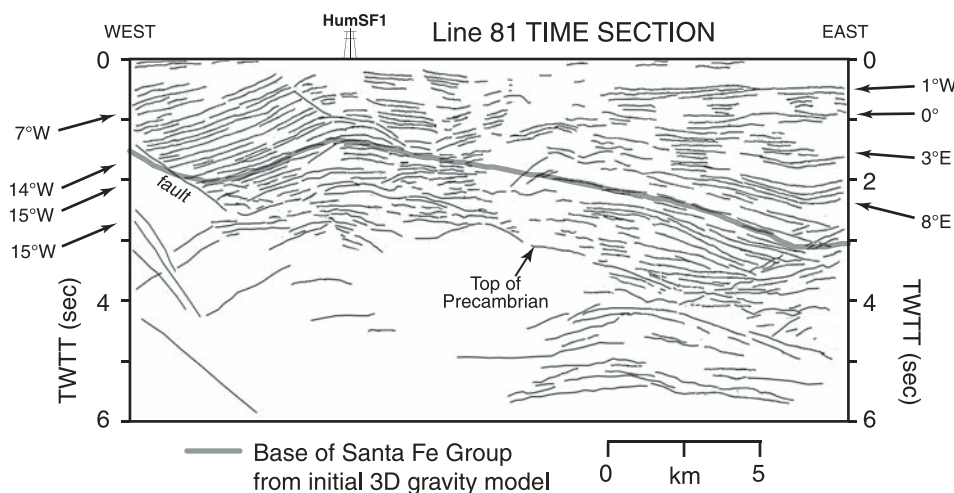 HumSF1
WEST
Line 81 TIME SECTION
EAST
0
0
1°W
0°
7°W
3°E
14°W
fault
2
2
15°W
8°E
15°W
Top of
Precambrian
4
4
TWTT (sec)
TWTT (sec)
6
6
Base of Santa Fe Group
from initial 3D gravity model
0 km 5